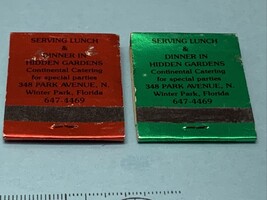 SERVING LUNCH
&
DINNER IN
HIDDEN GARDENS
Continental Catering
for special parties
348 PARK AVENUE, N.
Winter Park, Florida
647-4469
SERVING LUNCH
&
DINNER IN
HIDDEN GARDENS
Continental Catering
for special parties
348 PARK AVENUE, N.
Winter Park, Florida
647-4469